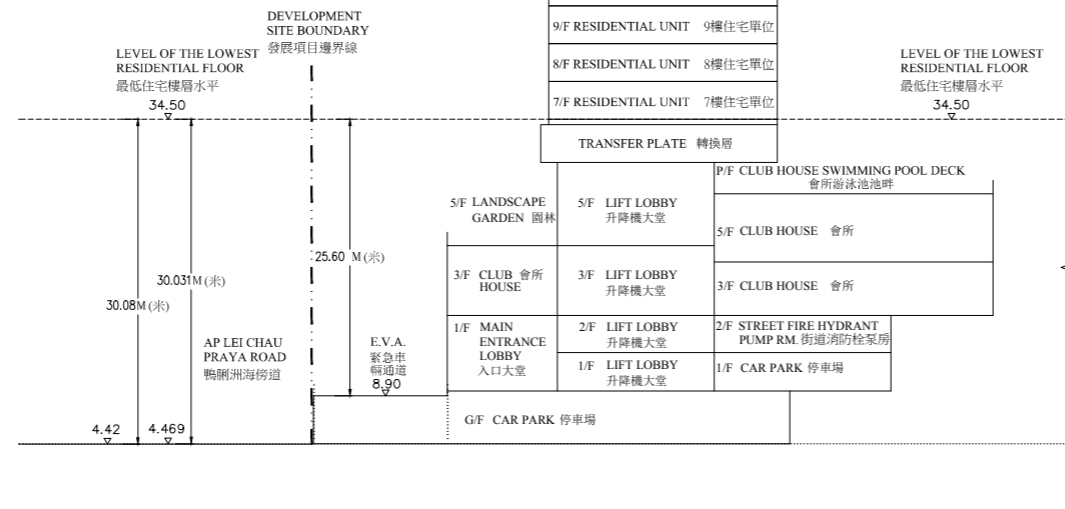 DEVELOPMENT
SITE BOUNDARY
發展項目邊界線
LEVEL OF THE LOWEST
RESIDENTIAL FLOOR
最低住宅樓層水平
34.50
9/F RESIDENTIAL UNIT 9樓住宅單位
8/F RESIDENTIAL UNIT 8樓住宅單位
7/F RESIDENTIAL UNIT 7樓住宅單位
LEVEL OF THE LOWEST
RESIDENTIAL FLOOR
最低住宅樓層水平
34.50
TRANSFER PLATE 轉換層
P/F CLUB HOUSE SWIMMING POOL DECK
會所游泳池池畔
5/F LANDSCAPE
GARDEN 園林
5/F LIFT LOBBY
升降機大堂
5/F CLUB HOUSE 會所
25.60 M(米)
30.031M(米)
30.08M(米)
3/F CLUB 會所
HOUSE
3/F LIFT LOBBY
升降機大堂
3/F CLUB HOUSE 會所
AP LEI CHAU
PRAYA ROAD
鴨脷洲海傍道
E.V.A.
緊急車
輛通道
8.90
1/F MAIN
ENTRANCE
LOBBY
入口大堂
2/F LIFT LOBBY
升降機大堂
2/F STREET FIRE HYDRANT
PUMP RM. 街道消防栓泵房
1/F LIFT LOBBY
升降機大堂
1/F CAR PARK 停車場
G/F CAR PARK 停車場
4.42
4.469